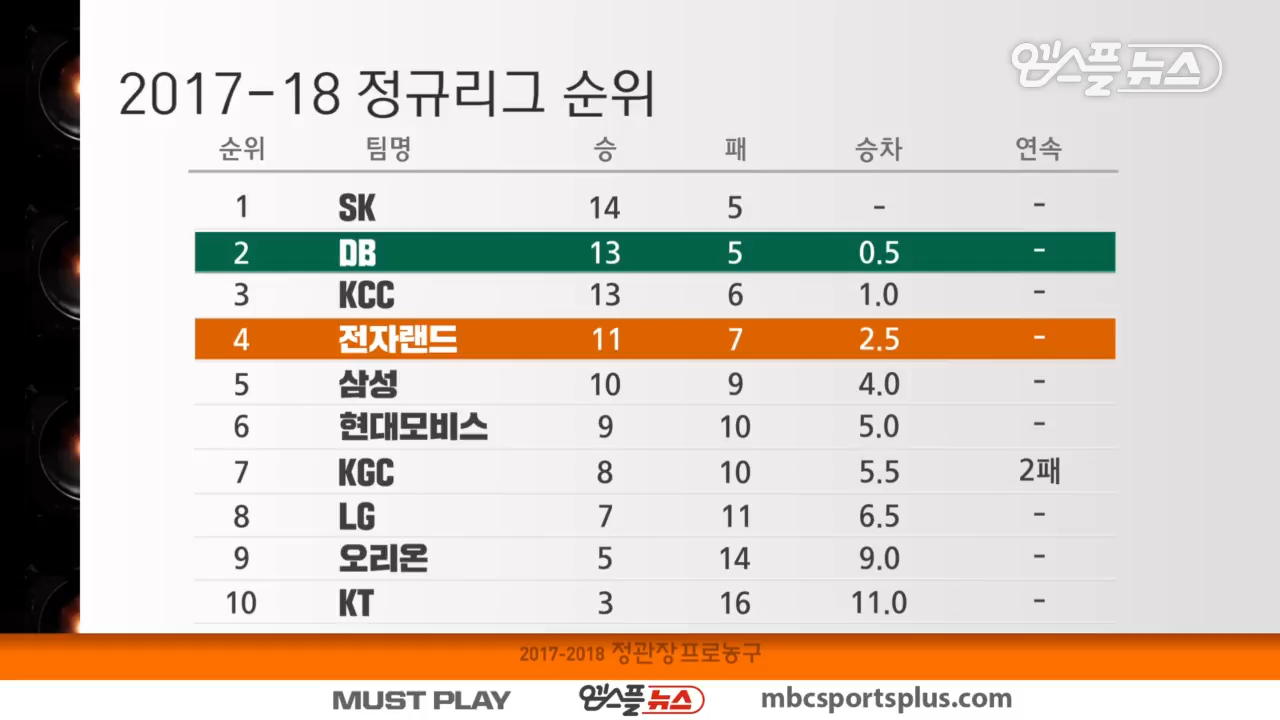 엠스플 뉴스
2017-18 정규리그 순위
순위 팀명 승 패 승차 연속
1 SK 14 5 - -
2 DB 13 5 0.5 -
3 KCC 13 6 1.0 -
4 전자랜드 11 7 2.5 -
5 삼성 10 9 4.0 -
6 현대모비스 9 10 5.0 -
7 KGC 8 10 5.5 2패
8 LG 7 11 6.5 -
9 오리온 5 14 9.0 -
10 KT 3 16 11.0 -
2017-2018 정관장 프로농구
MUST PLAY 엠스플 뉴스 mbcsportsplus.com